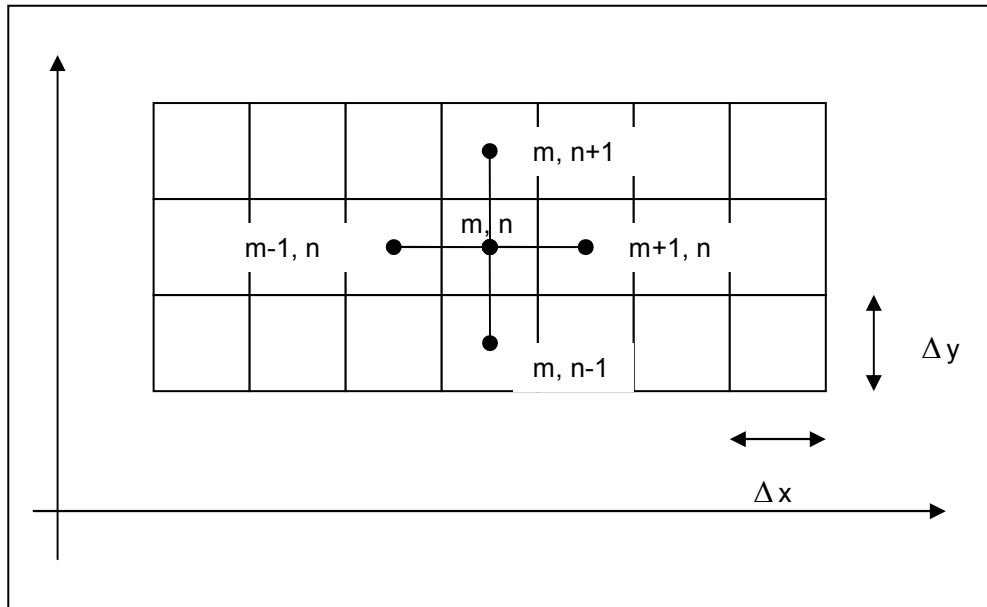 m, n+1
m, n
m-1, n
m+1, n
m, n-1
Δy
Δx